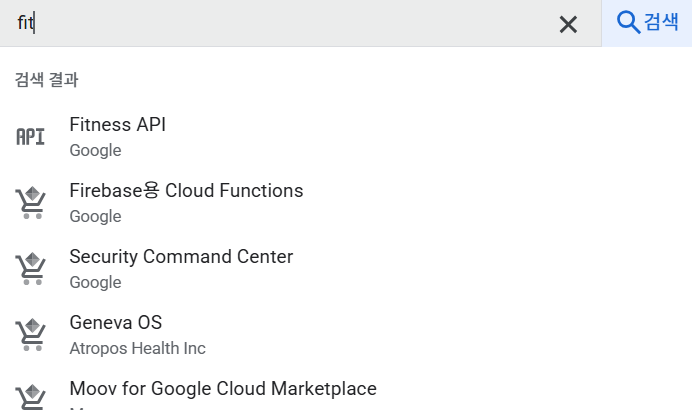 fit
검색
검색 결과
API
Fitness API
Google
Firebase용 Cloud Functions
Google
Security Command Center
Google
Geneva OS
Atropos Health Inc
Moov for Google Cloud Marketplace